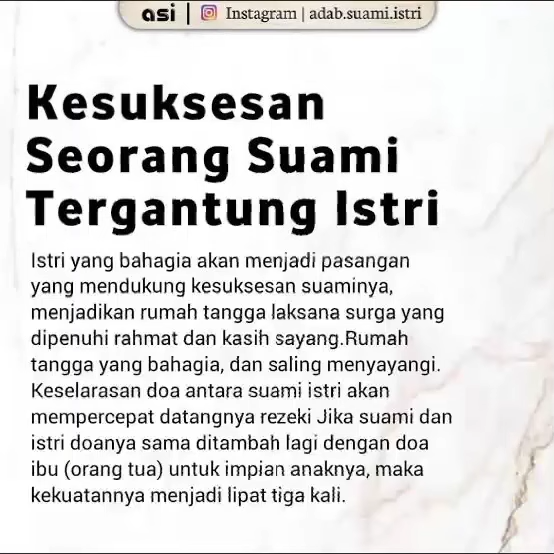 asi | Instagram | adab.suami.istri
Kesuksesan
Seorang Suami
Tergantung Istri
Istri yang bahagia akan menjadi pasangan
yang mendukung kesuksesan suaminya,
menjadikan rumah tangga laksana surga yang
dipenuhi rahmat dan kasih sayang.Rumah
tangga yang bahagia, dan saling menyayangi.
Keselarasan doa antara suami istri akan
mempercepat datangnya rezeki Jika suami dan
istri doanya sama ditambah lagi dengan doa
ibu (orang tua) untuk impian anaknya, maka
kekuatannya menjadi lipat tiga kali.